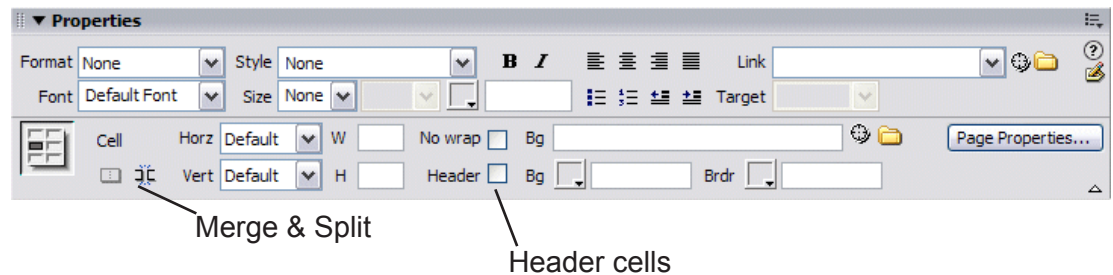 Properties
Format None Style None B I Link
Font Default Font Size None Target
Cell Horz Default W No wrap Bg Page Properties...
Vert Default H Header Bg Brdr
Merge & Split
Header cells